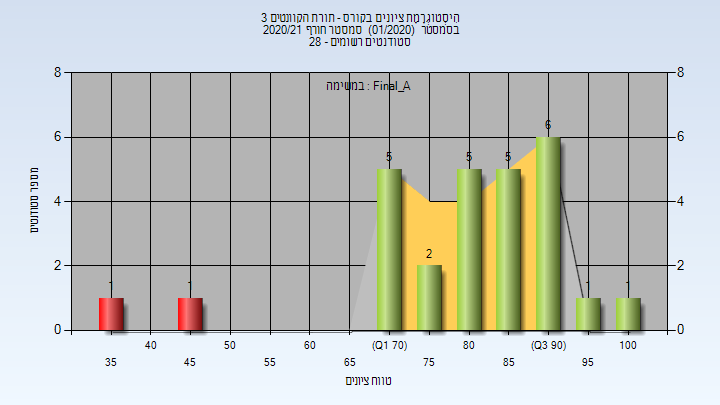 היסטוגרמת ציונים בקורס - תורת הקוונטים 3
בסמסטר (01/2020) סמסטר חורף 2020/21
סטודנטים רשומים - 28
במשימה : Final_A
8 8
6 6
4 4
2 2
0 0
מספר סטודנטים
1 1 5 2 5 5 6 1 1
40 50 60 (Q1 70) 80 (Q3 90) 100
35 45 55 65 75 85 95
טווח ציונים